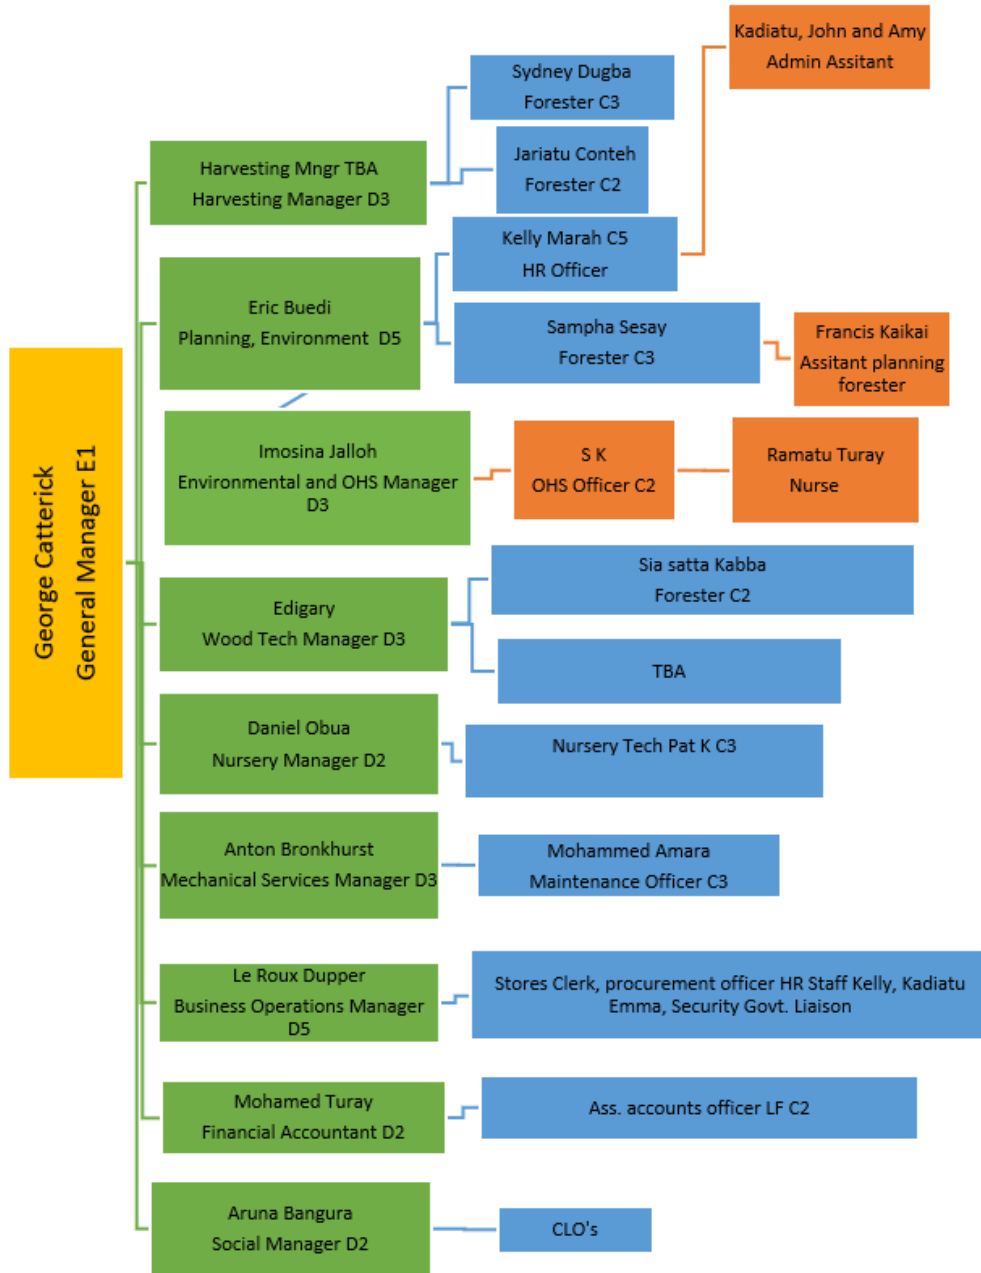 George Catterick
General Manager E1
Harvesting Mngr TBA
Harvesting Manager D3
Sydney Dugba
Forester C3
Jariatu Conteh
Forester C2
Eric Buedi
Planning, Environment D5
Kelly Marah C5
HR Officer
Kadiatu, John and Amy
Admin Assitant
Sampha Sesay
Forester C3
Francis Kaikai
Assitant planning
forester
Imosina Jalloh
Environmental and OHS Manager
D3
S K
OHS Officer C2
Ramatu Turay
Nurse
Edigary
Wood Tech Manager D3
Sia satta Kabba
Forester C2
TBA
Daniel Obua
Nursery Manager D2
Nursery Tech Pat K C3
Anton Bronkhurst
Mechanical Services Manager D3
Mohammed Amara
Maintenance Officer C3
Le Roux Dupper
Business Operations Manager
D5
Stores Clerk, procurement officer HR Staff Kelly, Kadiatu
Emma, Security Govt. Liaison
Mohamed Turay
Financial Accountant D2
Ass. accounts officer LF C2
Aruna Bangura
Social Manager D2
CLO's